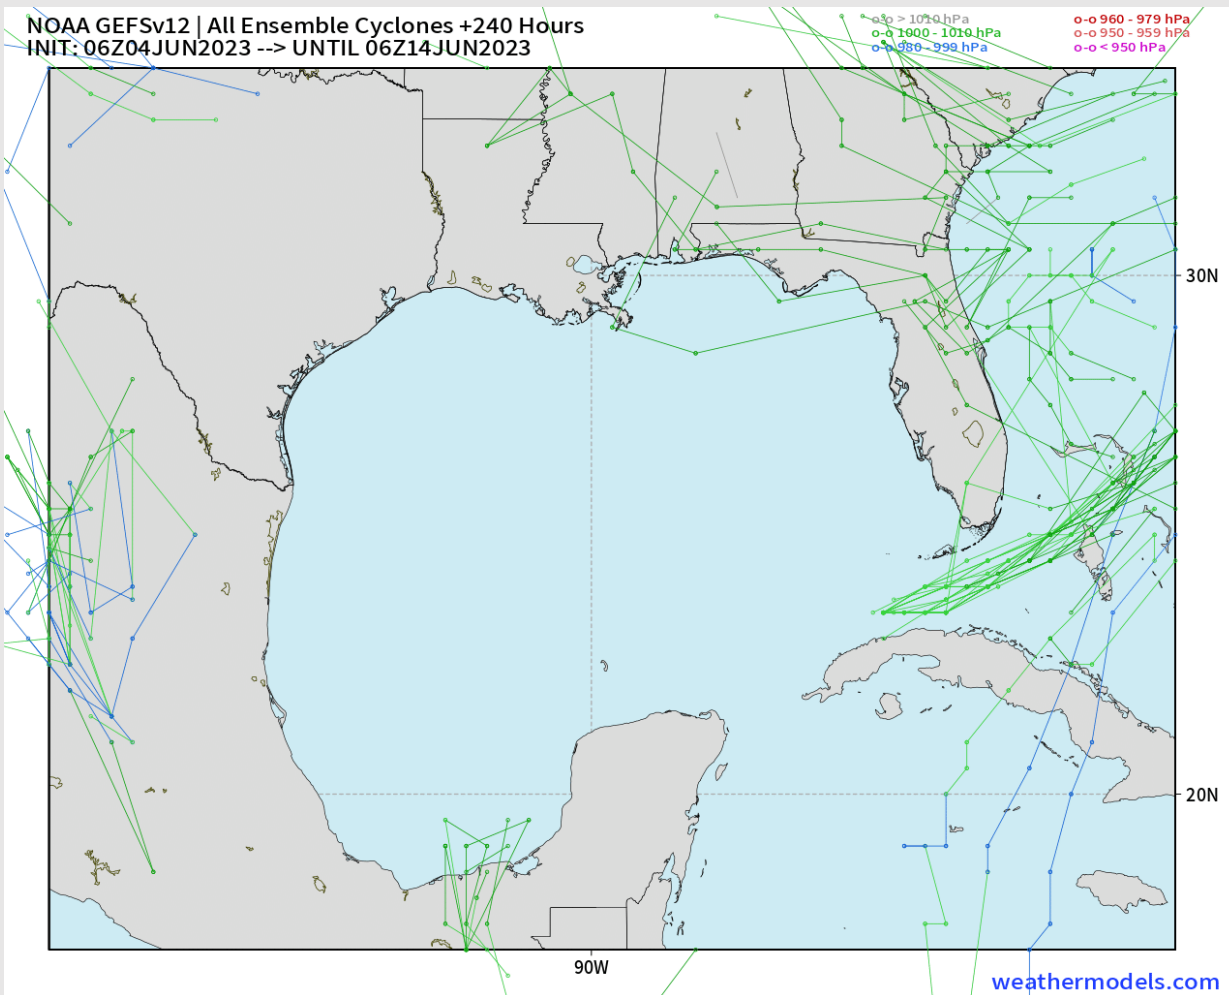 NOAA GEFSv12 | All Ensemble Cyclones +240 Hours
INIT: 06Z04JUN2023 --> UNTIL 06Z14JUN2023
o-o > 1010 hPa
o-o 1000 - 1010 hPa
o-o 980 - 999 hPa
o-o 960 - 979 hPa
o-o 950 - 959 hPa
o-o < 950 hPa
30N
20N
90W
weathermodels.com